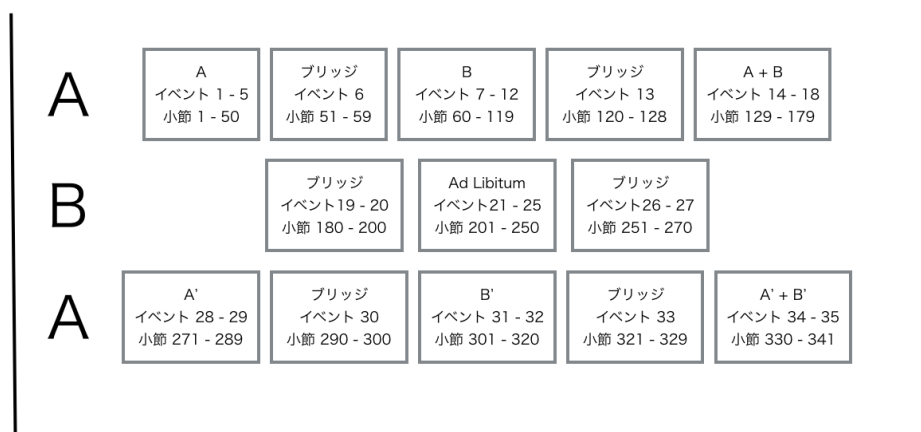 A
A
イベント 1 - 5
小節 1 - 50
ブリッジ
イベント 6
小節 51 - 59
B
イベント 7 - 12
小節 60 - 119
ブリッジ
イベント 13
小節 120 - 128
A + B
イベント 14 - 18
小節 129 - 179
B
ブリッジ
イベント19 - 20
小節 180 - 200
Ad Libitum
イベント21 - 25
小節 201 - 250
ブリッジ
イベント26 - 27
小節 251 - 270
A
A'
イベント 28 - 29
小節 271 - 289
ブリッジ
イベント 30
小節 290 - 300
B'
イベント 31 - 32
小節 301 - 320
ブリッジ
イベント 33
小節 321 - 329
A' + B'
イベント 34 - 35
小節 330 - 341